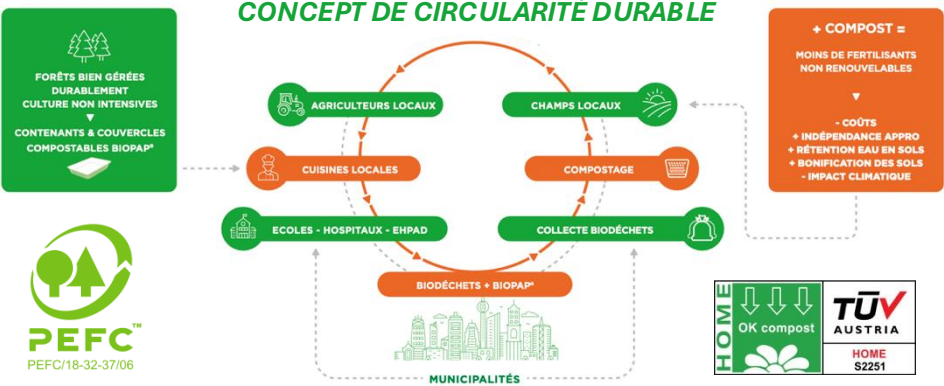 CONCEPT DE CIRCULARITÉ DURABLE
FORÊTS BIEN GÉRÉES
DURABLEMENT
CULTURE NON INTENSIVES
CONTENANTS & COUVERCLES
COMPOSTABLES BIOPAP®
AGRICULTEURS LOCAUX
CHAMPS LOCAUX
CUISINES LOCALES
COMPOSTAGE
ECOLES - HOSPITAUX - EHPAD
COLLECTE BIODÉCHETS
BIODÉCHETS + BIOPAP®
MUNICIPALITÉS
+ COMPOST =
MOINS DE FERTILISANTS
NON RENOUVELABLES
- COÛTS
+ INDÉPENDANCE APPRO
+ RÉTENTION EAU EN SOLS
+ BONIFICATION DES SOLS
- IMPACT CLIMATIQUE
PEFC™
PEFC/18-32-37/06
HOME
OK compost
TÜV
AUSTRIA
HOME
S2251